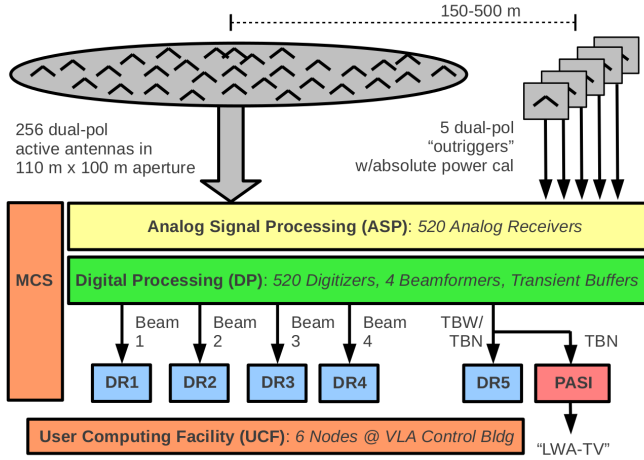 150-500 m
256 dual-pol
active antennas in
110 m x 100 m aperture
5 dual-pol
“outriggers”
w/absolute power cal
MCS
Analog Signal Processing (ASP): 520 Analog Receivers
Digital Processing (DP): 520 Digitizers, 4 Beamformers, Transient Buffers
Beam
1
Beam
2
Beam
3
Beam
4
TBW/
TBN
TBN
DR1
DR2
DR3
DR4
DR5
PASI
User Computing Facility (UCF): 6 Nodes @ VLA Control Bldg
“LWA-TV”